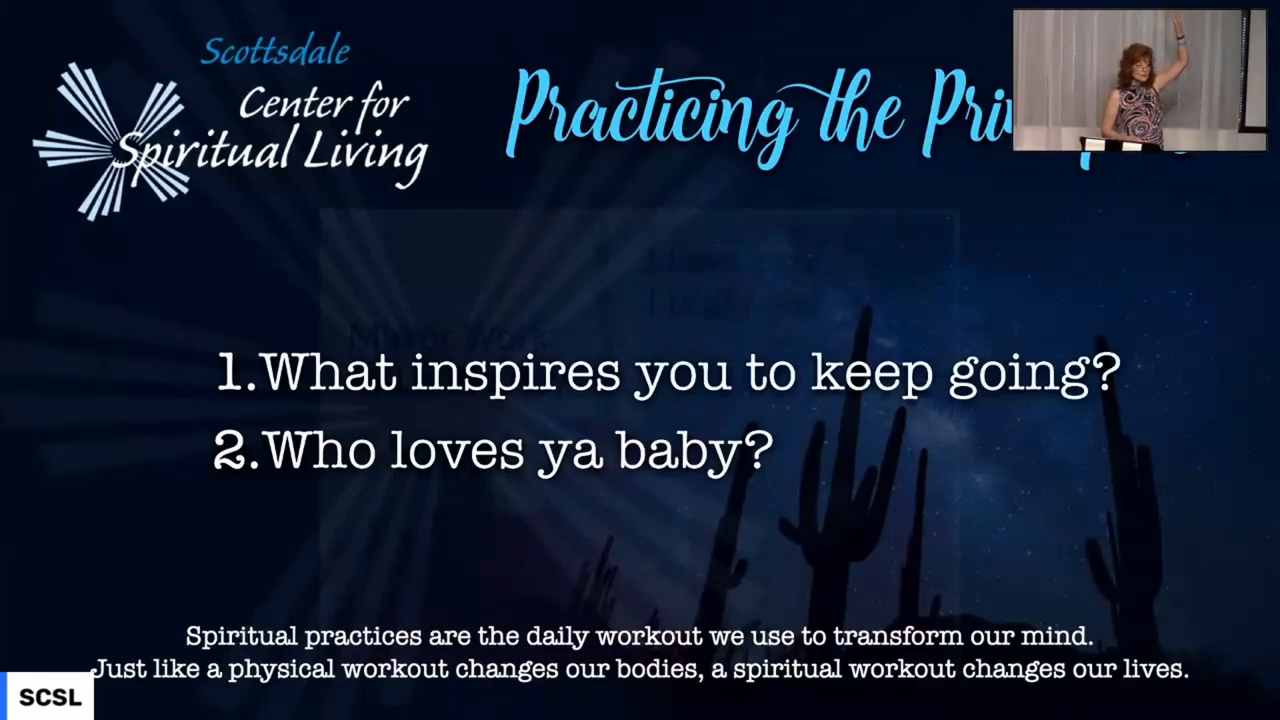 Scottsdale
Center for
Spiritual Living
Practicing the
1.What inspires you to keep going?
2.Who loves ya baby?
Spiritual practices are the daily workout we use to transform our mind.
Just like a physical workout changes our bodies, a spiritual workout changes our lives.
SCSL